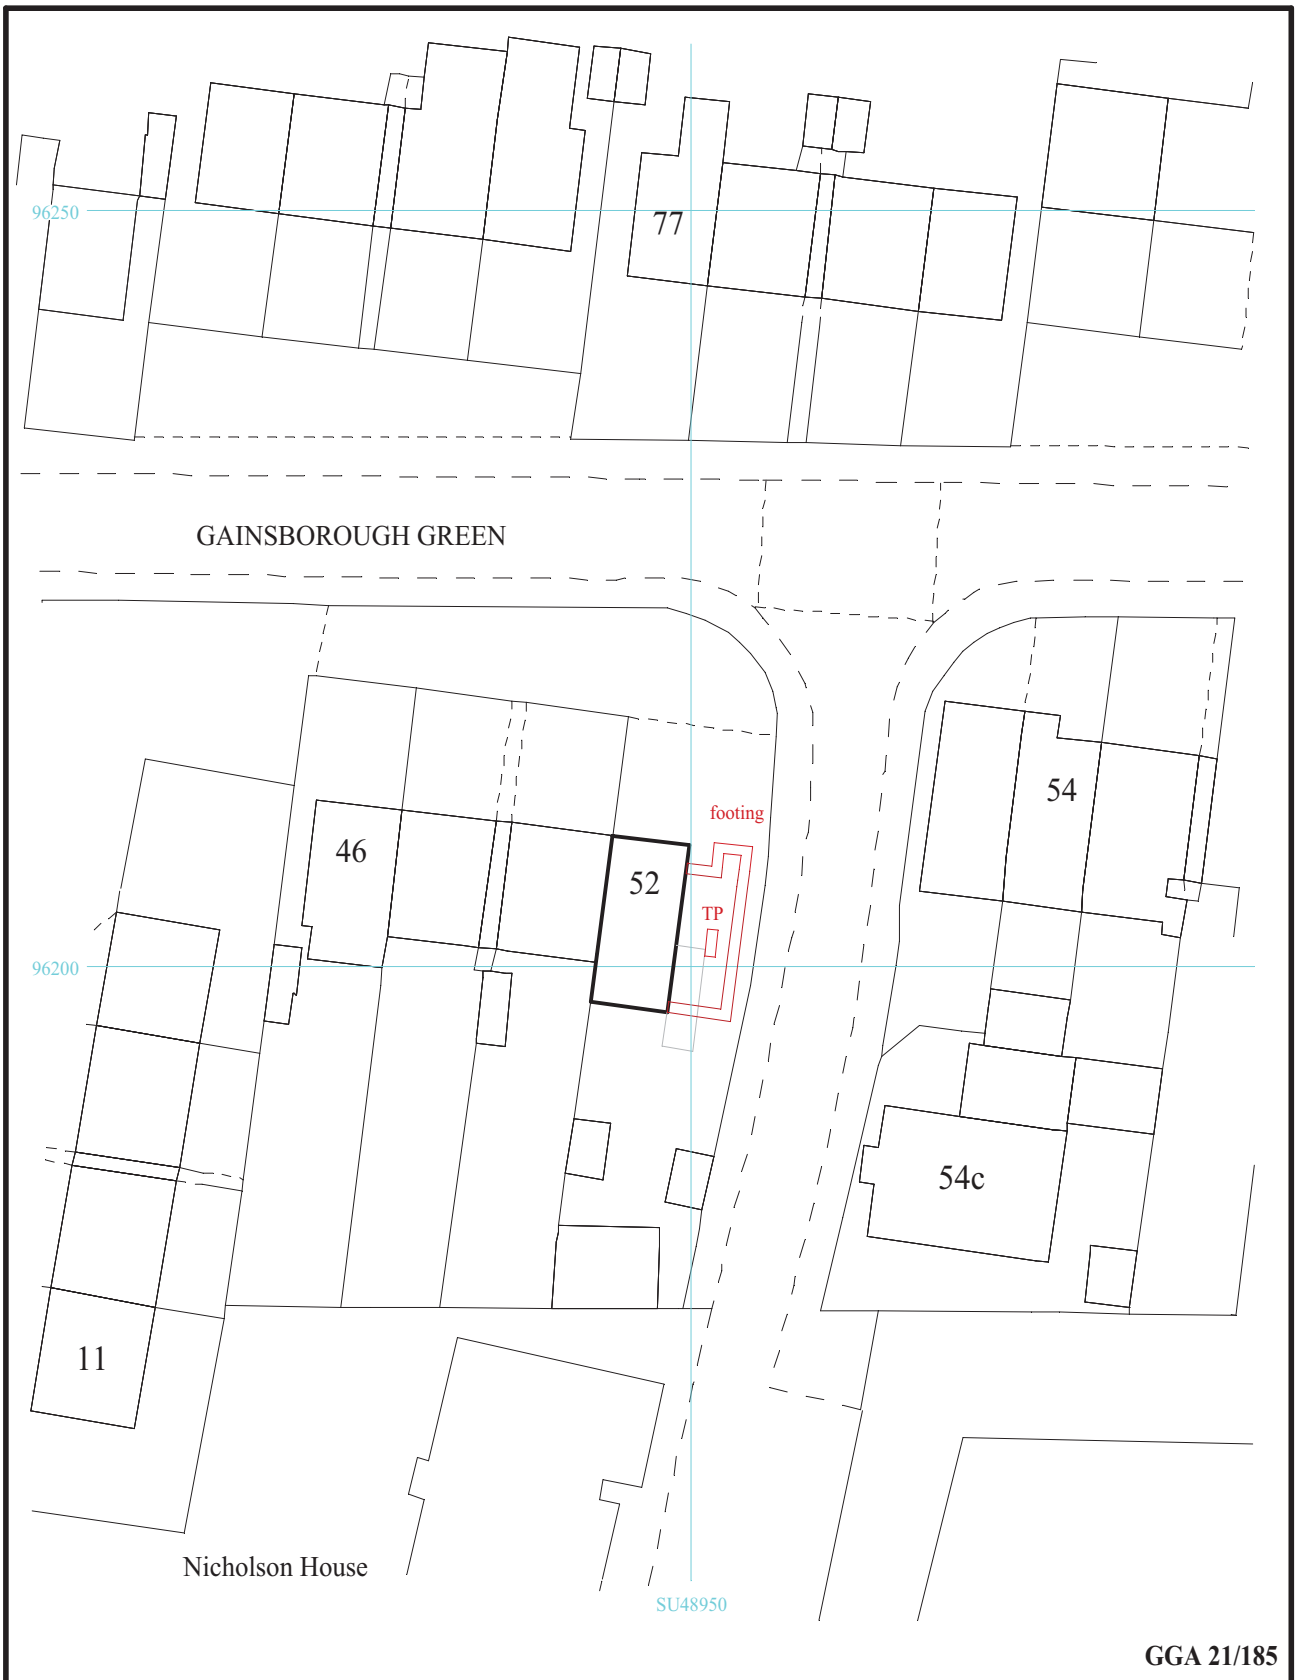 96250
77
GAINSBOROUGH GREEN
54
footing
46
52
TP
96200
54c
11
Nicholson House
SU48950
GGA 21/185